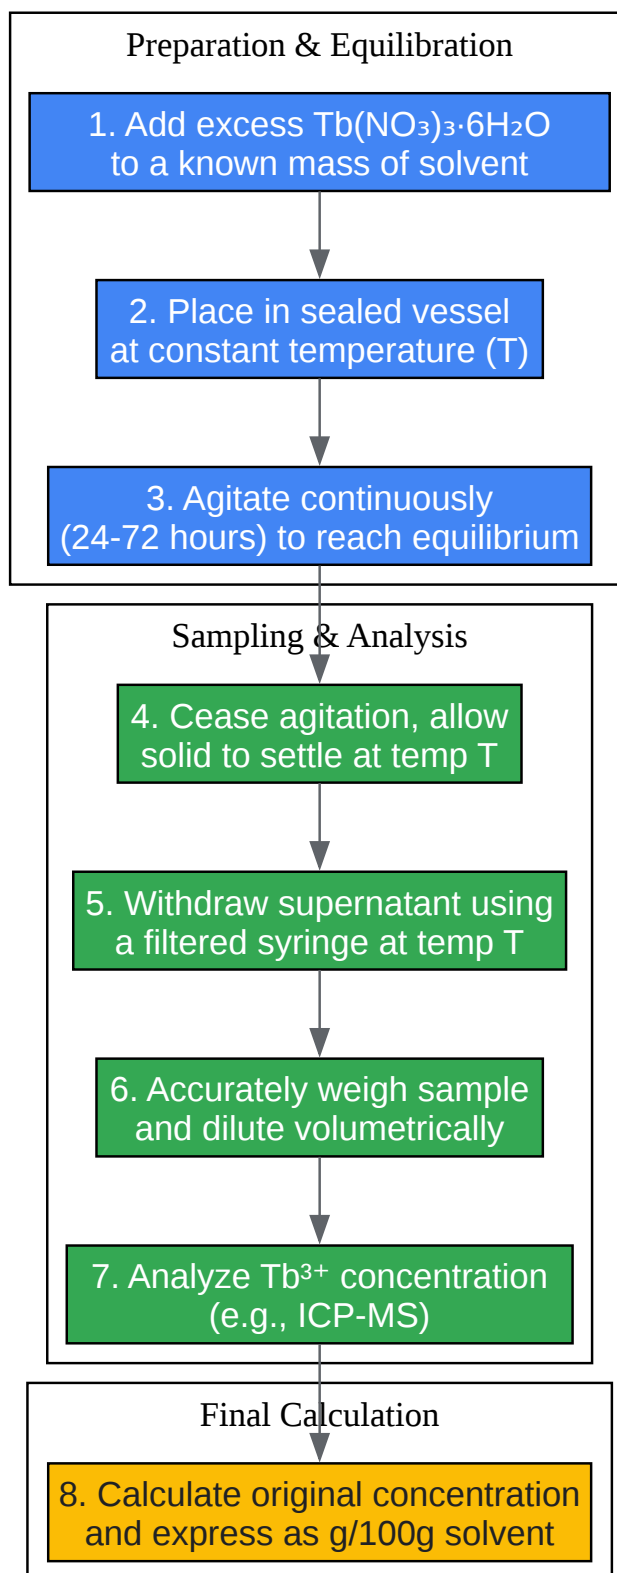 Preparation & Equilibration
1. Add excess Tb(NO₃)₃·6H₂O
to a known mass of solvent
2. Place in sealed vessel
at constant temperature (T)
3. Agitate continuously
(24-72 hours) to reach equilibrium
Sampling & Analysis
4. Cease agitation, allow
solid to settle at temp T
5. Withdraw supernatant using
a filtered syringe at temp T
6. Accurately weigh sample
and dilute volumetrically
7. Analyze Tb³⁺ concentration
(e.g., ICP-MS)
Final Calculation
8. Calculate original concentration
and express as g/100g solvent